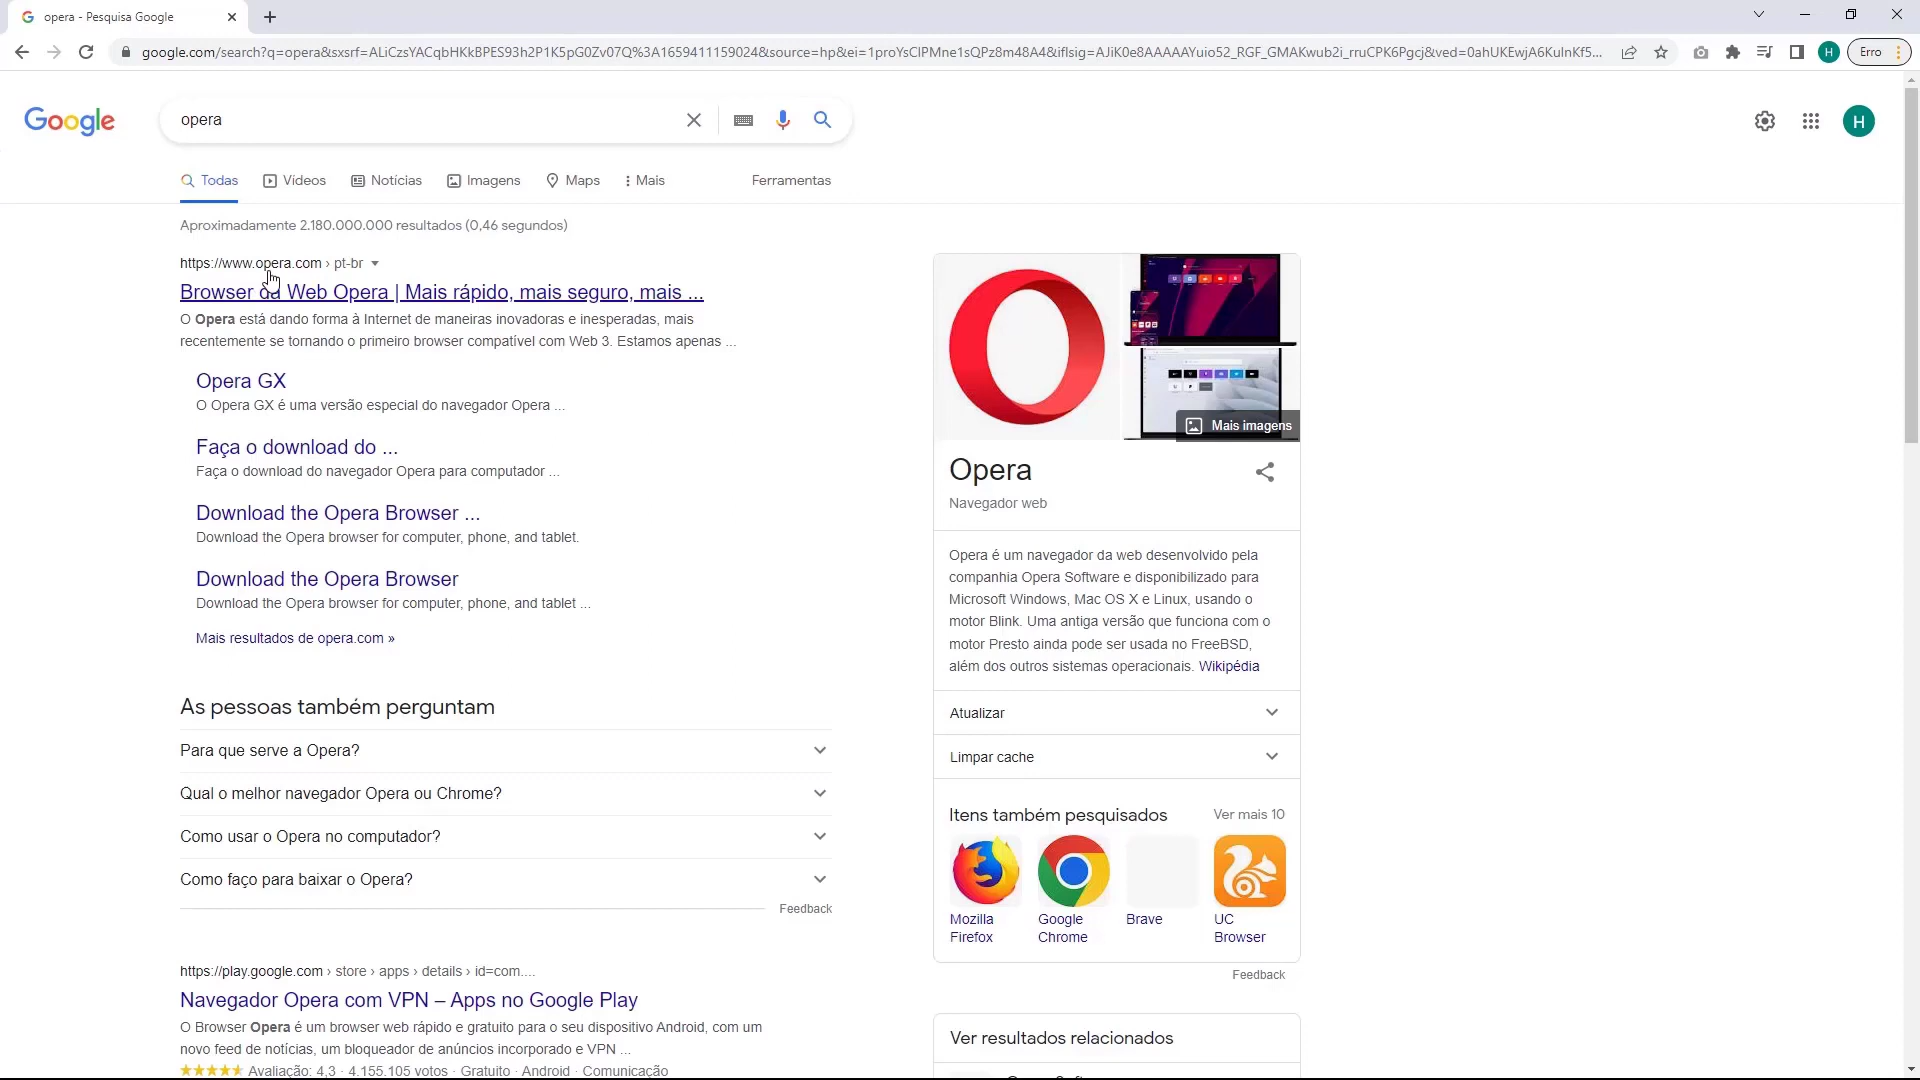 opera - Pesquisa Google
google.com/search?q=opera&sxsrf=ALiCzsYACqbHKkBPES93h2P1K5pG0Zv07Q%3A1659411159024&source=hp&ei=1proYsClPMne1sQPz8m48A4&iflsig=AJiK0e8AAAAAYuio52_RGF_GMAKwub2i_rruCPK6Pgcj&ved=0ahUKEwjA6KulnKf5...
H
Erro
Google
opera
H
Todas
Vídeos
Notícias
Imagens
Maps
Mais
Ferramentas
Aproximadamente 2.180.000.000 resultados (0,46 segundos)
https://www.opera.com › pt-br
Browser da Web Opera | Mais rápido, mais seguro, mais ...
O Opera está dando forma à Internet de maneiras inovadoras e inesperadas, mais
recentemente se tornando o primeiro browser compatível com Web 3. Estamos apenas ...
Opera GX
O Opera GX é uma versão especial do navegador Opera ...
Faça o download do ...
Faça o download do navegador Opera para computador ...
Download the Opera Browser ...
Download the Opera browser for computer, phone, and tablet.
Download the Opera Browser
Download the Opera browser for computer, phone, and tablet ...
Mais resultados de opera.com »
As pessoas também perguntam
Para que serve a Opera?
Qual o melhor navegador Opera ou Chrome?
Como usar o Opera no computador?
Como faço para baixar o Opera?
Feedback
https://play.google.com › store › apps › details › id=com....
Navegador Opera com VPN – Apps no Google Play
O Browser Opera é um browser web rápido e gratuito para o seu dispositivo Android, com um
novo feed de notícias, um bloqueador de anúncios incorporado e VPN ...
Avaliação: 4,3 · 4.155.105 votos · Gratuito · Android · Comunicação
Mais imagens
Opera
Navegador web
Opera é um navegador da web desenvolvido pela
companhia Opera Software e disponibilizado para
Microsoft Windows, Mac OS X e Linux, usando o
motor Blink. Uma antiga versão que funciona com o
motor Presto ainda pode ser usada no FreeBSD,
além dos outros sistemas operacionais. Wikipédia
Atualizar
Limpar cache
Itens também pesquisados
Ver mais 10
Mozilla
Firefox
Google
Chrome
Brave
UC
Browser
Feedback
Ver resultados relacionados